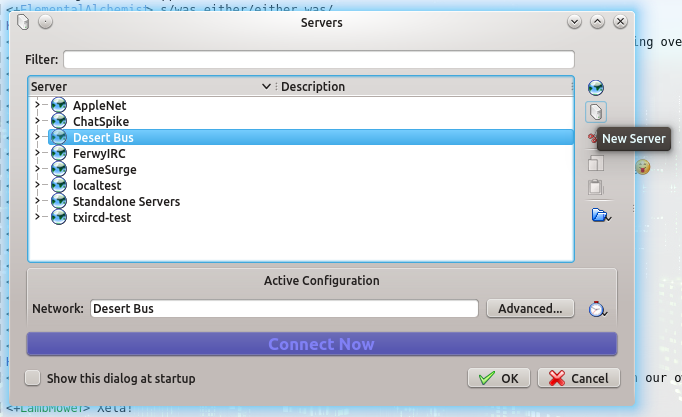 <+ElementalAlchemist> s/was either/either was/
Servers
ing ove
Filter:
Server
Description
AppleNet
ChatSpike
Desert Bus
New Server
FerwyIRC
GameSurge
localtest
Standalone Servers
txircd-test
Active Configuration
Network: Desert Bus Advanced...
Connect Now
Show this dialog at startup
OK
Cancel
our ow
<+LambMower> Xeta!